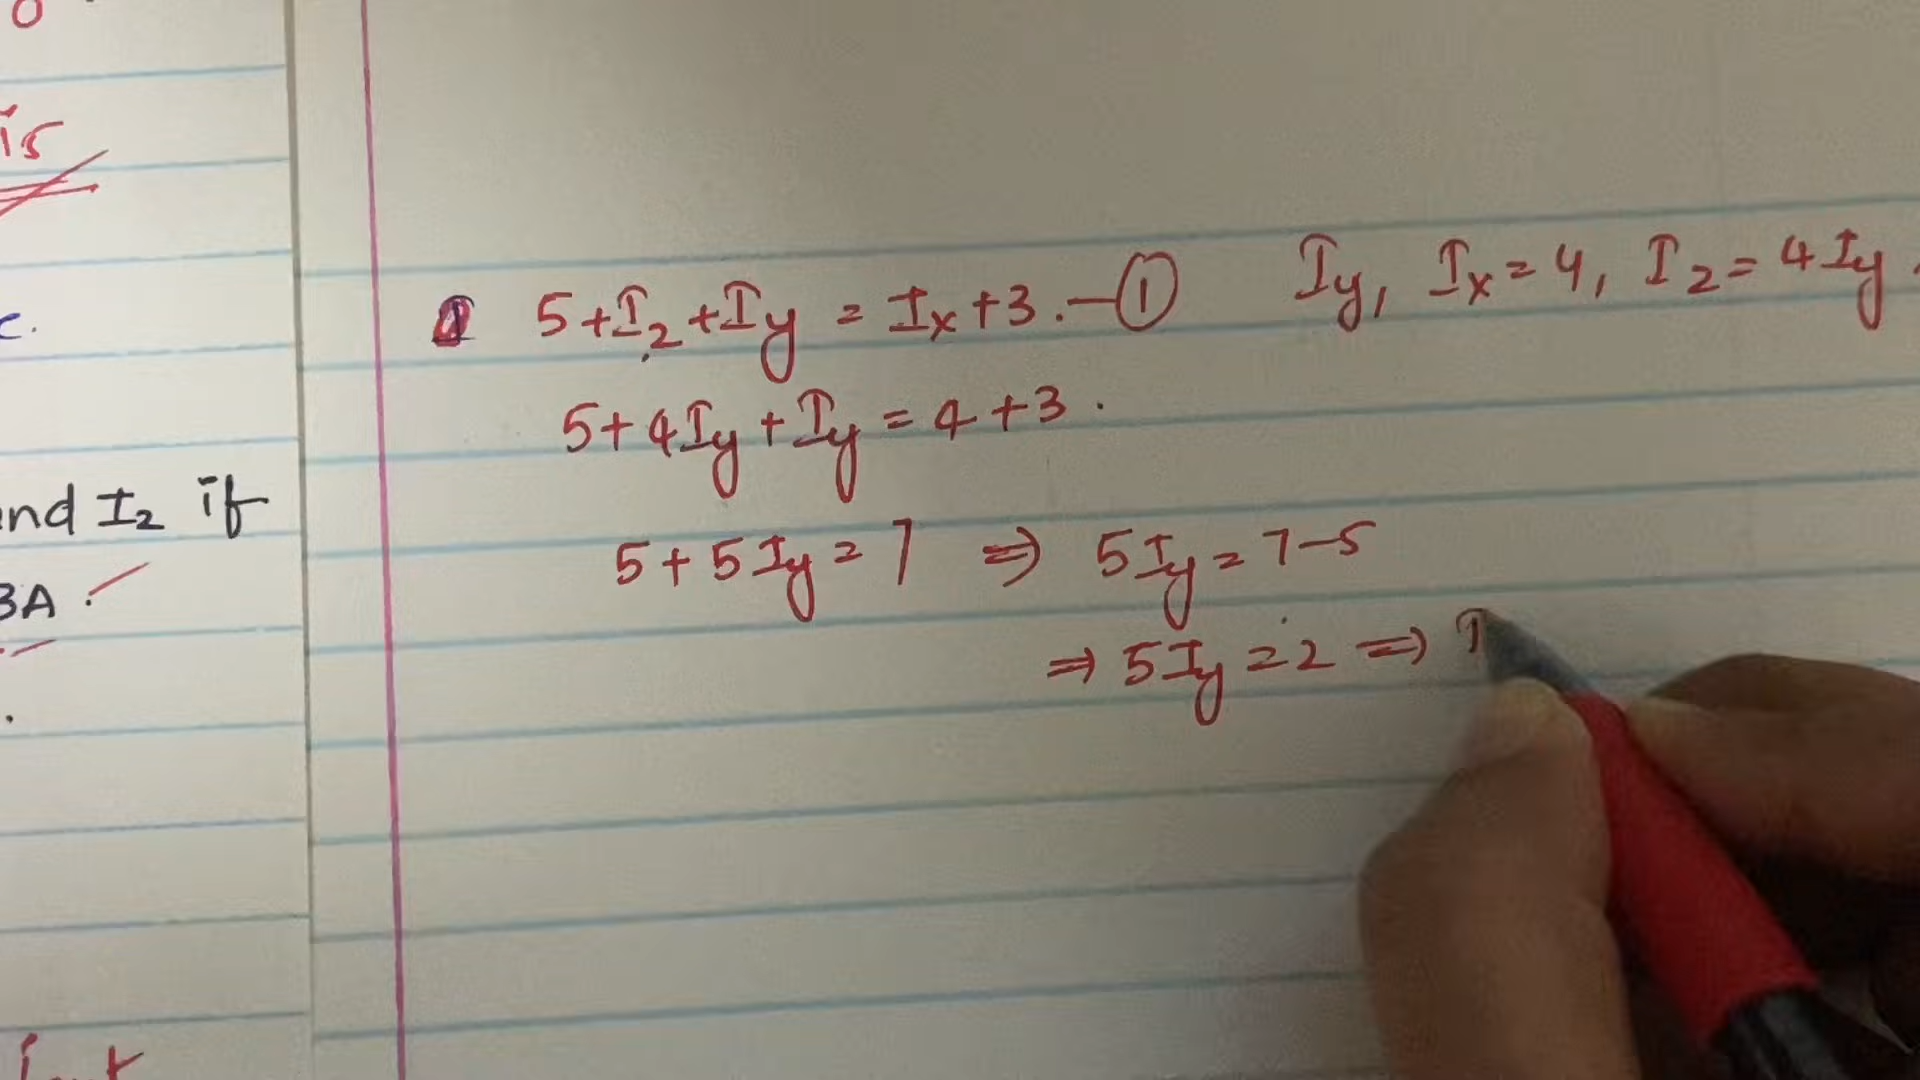 is
c.
and I2 if
3A.
5+I2+Iy = Ix+3. —①
Iy, Ix=4, I2=4Iy
5+4Iy+Iy = 4+3.
5+5Iy=7 ⇒ 5Iy=7-5
⇒ 5Iy=2 ⇒ I